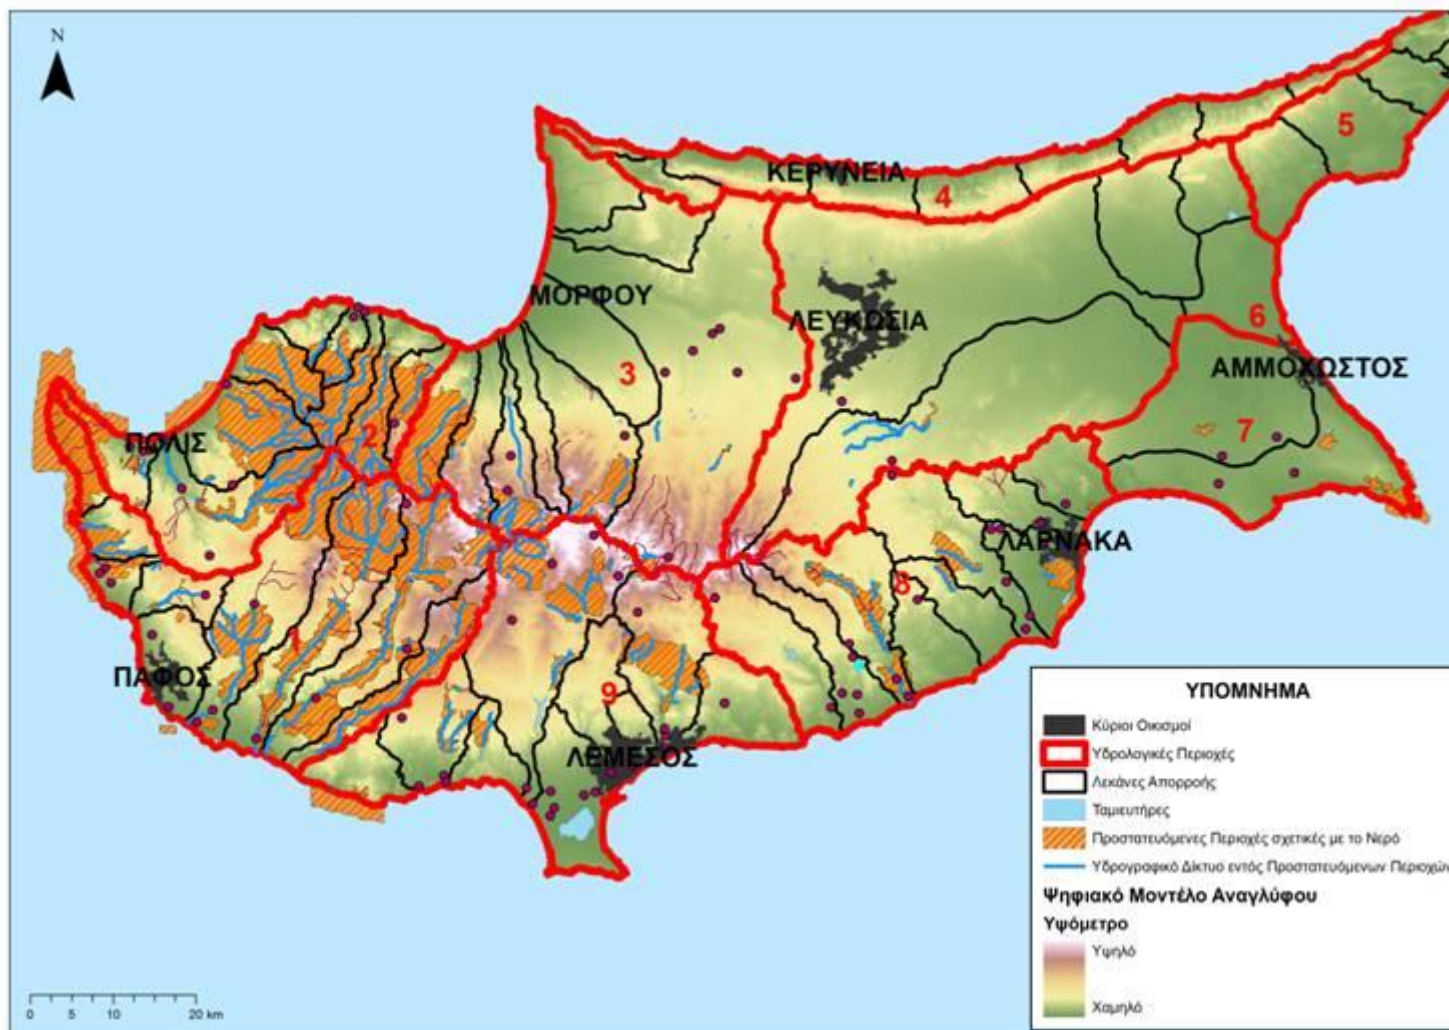 N
5
ΚΕΡΥΝΕΙΑ
4
ΜΟΡΦΟΥ
ΛΕΥΚΩΣΙΑ
6
3
ΑΜΜΟΧΩΣΤΟΣ
ΠΟΛΙΣ
2
7
ΛΑΡΝΑΚΑ
8
1
ΠΑΦΟΣ
9
ΛΕΜΕΣΟΣ
ΥΠΟΜΝΗΜΑ
Κύριοι Οικισμοί
Υδρολογικές Περιοχές
Λεκάνες Απορροής
Ταμιευτήρες
Προστατευόμενες Περιοχές σχετικές με το Νερό
Υδρογραφικό Δίκτυο εντός Προστατευόμενων Περιοχών
Ψηφιακό Μοντέλο Αναγλύφου
Υψόμετρο
Υψηλό
Χαμηλό
0 5 10 20 km